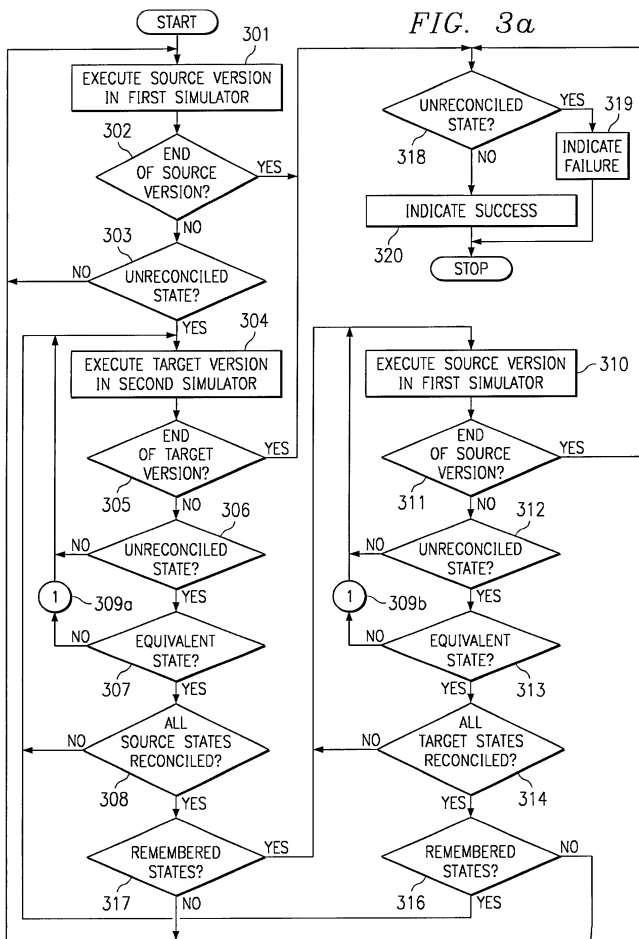 START
FIG. 3a
301
EXECUTE SOURCE VERSION
IN FIRST SIMULATOR
302
END
OF SOURCE
VERSION?
YES
NO
303
UNRECONCILED
STATE?
NO
YES
304
EXECUTE TARGET VERSION
IN SECOND SIMULATOR
END
OF TARGET
VERSION?
YES
305
NO
306
UNRECONCILED
STATE?
NO
YES
1
309a
NO
EQUIVALENT
STATE?
307
YES
ALL
SOURCE STATES
RECONCILED?
NO
308
YES
REMEMBERED
STATES?
YES
317
NO
UNRECONCILED
STATE?
YES
319
318
INDICATE
FAILURE
NO
INDICATE SUCCESS
320
STOP
EXECUTE SOURCE VERSION
IN FIRST SIMULATOR
310
END
OF SOURCE
VERSION?
YES
311
NO
312
UNRECONCILED
STATE?
NO
YES
1
309b
NO
EQUIVALENT
STATE?
313
YES
ALL
TARGET STATES
RECONCILED?
NO
314
YES
REMEMBERED
STATES?
NO
316
YES